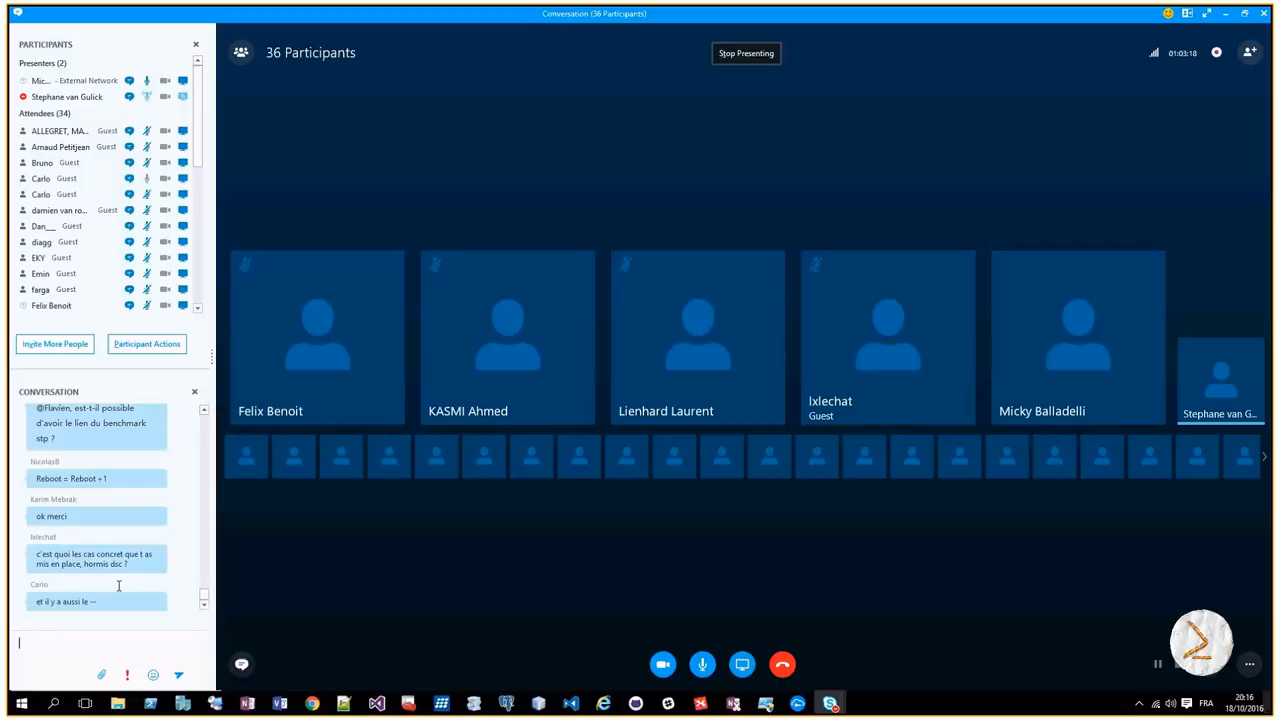 Conversation (36 Participants)
PARTICIPANTS
Presenters (2)
Mic... - External Network
Stephane van Gulick
Attendees (34)
ALLEGRET, MA... Guest
Arnaud Petitjean Guest
Bruno Guest
Carlo Guest
Carlo Guest
damien van ro... Guest
Dan___ Guest
diagg Guest
EKY Guest
Emin Guest
farga Guest
Felix Benoit
Invite More People
Participant Actions
CONVERSATION
@Flavien, est-t-il possible
d'avoir le lien du benchmark
stp ?
NicolasB
Reboot = Reboot +1
Karim Mebrak
ok merci
lxlechat
c'est quoi les cas concret que t as
mis en place, hormis dsc ?
Carlo
et il y a aussi le --
36 Participants
Stop Presenting
01:03:18
Felix Benoit
KASMI Ahmed
Lienhard Laurent
lxlechat
Guest
Micky Balladelli
Stephane van G...
FRA
20:16
18/10/2016